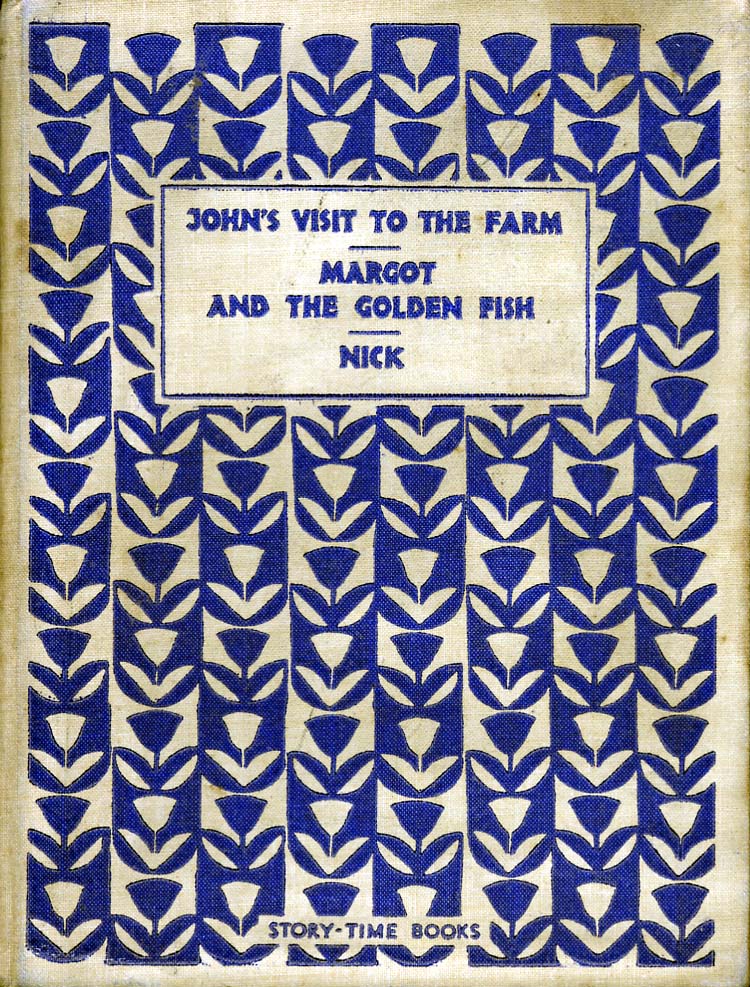 JOHN'S VISIT TO THE FARM
MARGOT
AND THE GOLDEN FISH
NICK
STORY-TIME BOOKS